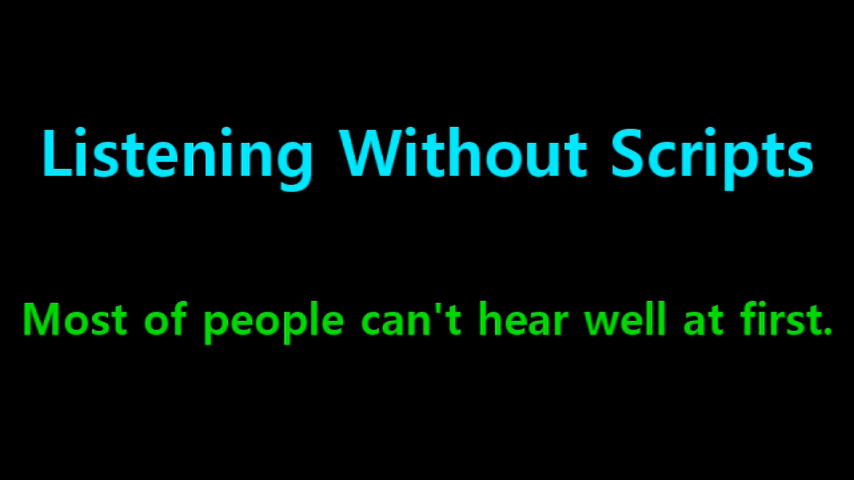 Listening Without Scripts
Most of people can't hear well at first.